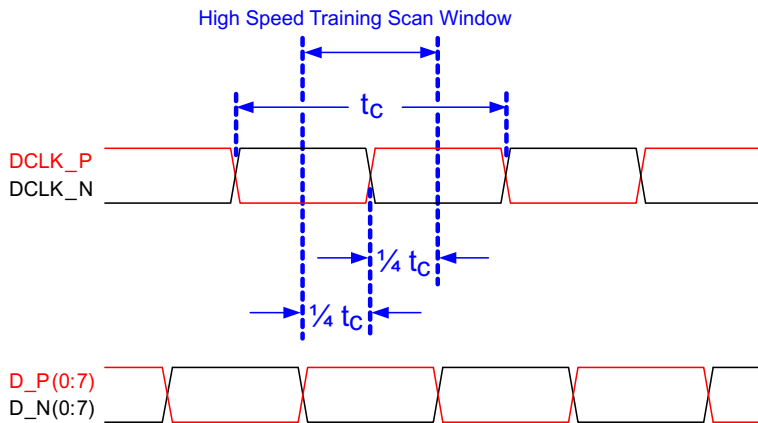 High Speed Training Scan Window
tC
DCLK_P
DCLK_N
¼ tC
¼ tC
D_P(0:7)
D_N(0:7)